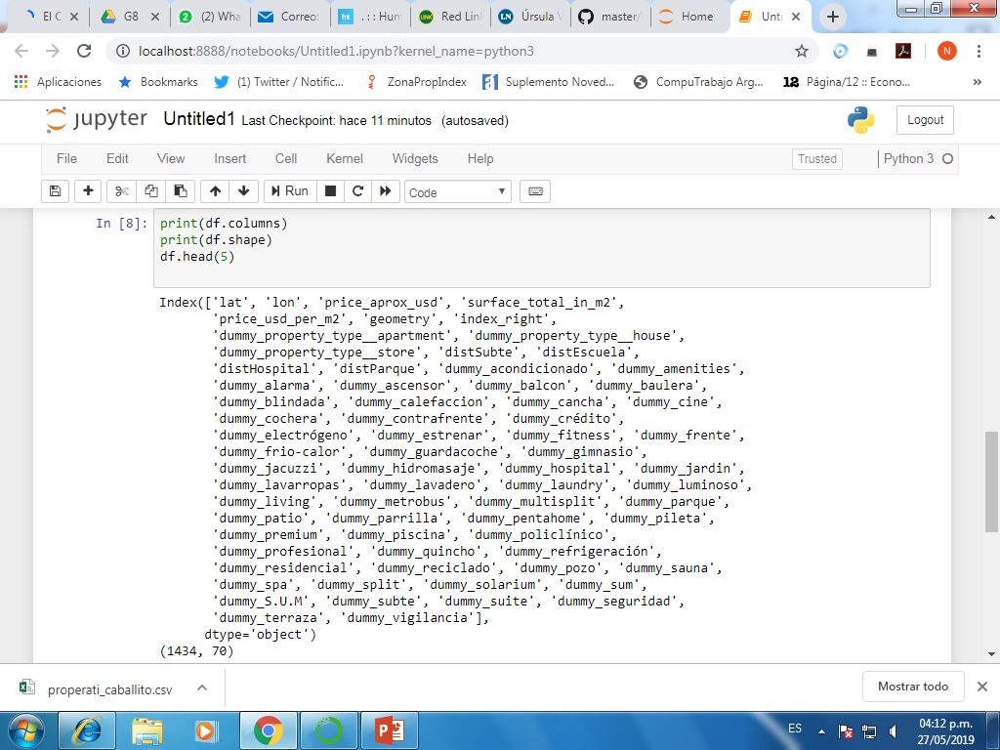 El C
G8
(2) Wha
Correo:
.::: Hum
Red Lin
Úrsula V
master/
Home
Unti
localhost:8888/notebooks/Untitled1.ipynb?kernel_name=python3
N
Aplicaciones
Bookmarks
(1) Twitter / Notific...
ZonaPropIndex
Suplemento Noved...
CompuTrabajo Arg...
Página/12 :: Econo...
jupyter Untitled1 Last Checkpoint: hace 11 minutos (autosaved)
Logout
File Edit View Insert Cell Kernel Widgets Help
Trusted
Python 3
Run
Code
In [8]: print(df.columns)
print(df.shape)
df.head(5)
Index(['lat', 'lon', 'price_aprox_usd', 'surface_total_in_m2',
'price_usd_per_m2', 'geometry', 'index_right',
'dummy_property_type__apartment', 'dummy_property_type__house',
'dummy_property_type__store', 'distSubte', 'distEscuela',
'distHospital', 'distParque', 'dummy_acondicionado', 'dummy_amenities',
'dummy_alarma', 'dummy_ascensor', 'dummy_balcon', 'dummy_baulera',
'dummy_blindada', 'dummy_calefaccion', 'dummy_cancha', 'dummy_cine',
'dummy_cochera', 'dummy_contrafrente', 'dummy_crédito',
'dummy_electrógeno', 'dummy_estrenar', 'dummy_fitness', 'dummy_frente',
'dummy_frio-calor', 'dummy_guardacoche', 'dummy_gimnasio',
'dummy_jacuzzi', 'dummy_hidromasaje', 'dummy_hospital', 'dummy_jardin',
'dummy_lavarropas', 'dummy_lavadero', 'dummy_laundry', 'dummy_luminoso',
'dummy_living', 'dummy_metrobus', 'dummy_multisplit', 'dummy_parque',
'dummy_patio', 'dummy_parrilla', 'dummy_pentahome', 'dummy_pileta',
'dummy_premium', 'dummy_piscina', 'dummy_policlínico',
'dummy_profesional', 'dummy_quincho', 'dummy_refrigeración',
'dummy_residencial', 'dummy_reciclado', 'dummy_pozo', 'dummy_sauna',
'dummy_spa', 'dummy_split', 'dummy_solarium', 'dummy_sum',
'dummy_S.U.M', 'dummy_subte', 'dummy_suite', 'dummy_seguridad',
'dummy_terraza', 'dummy_vigilancia'],
dtype='object')
(1434, 70)
properati_caballito.csv
Mostrar todo
ES
04:12 p.m.
27/05/2019